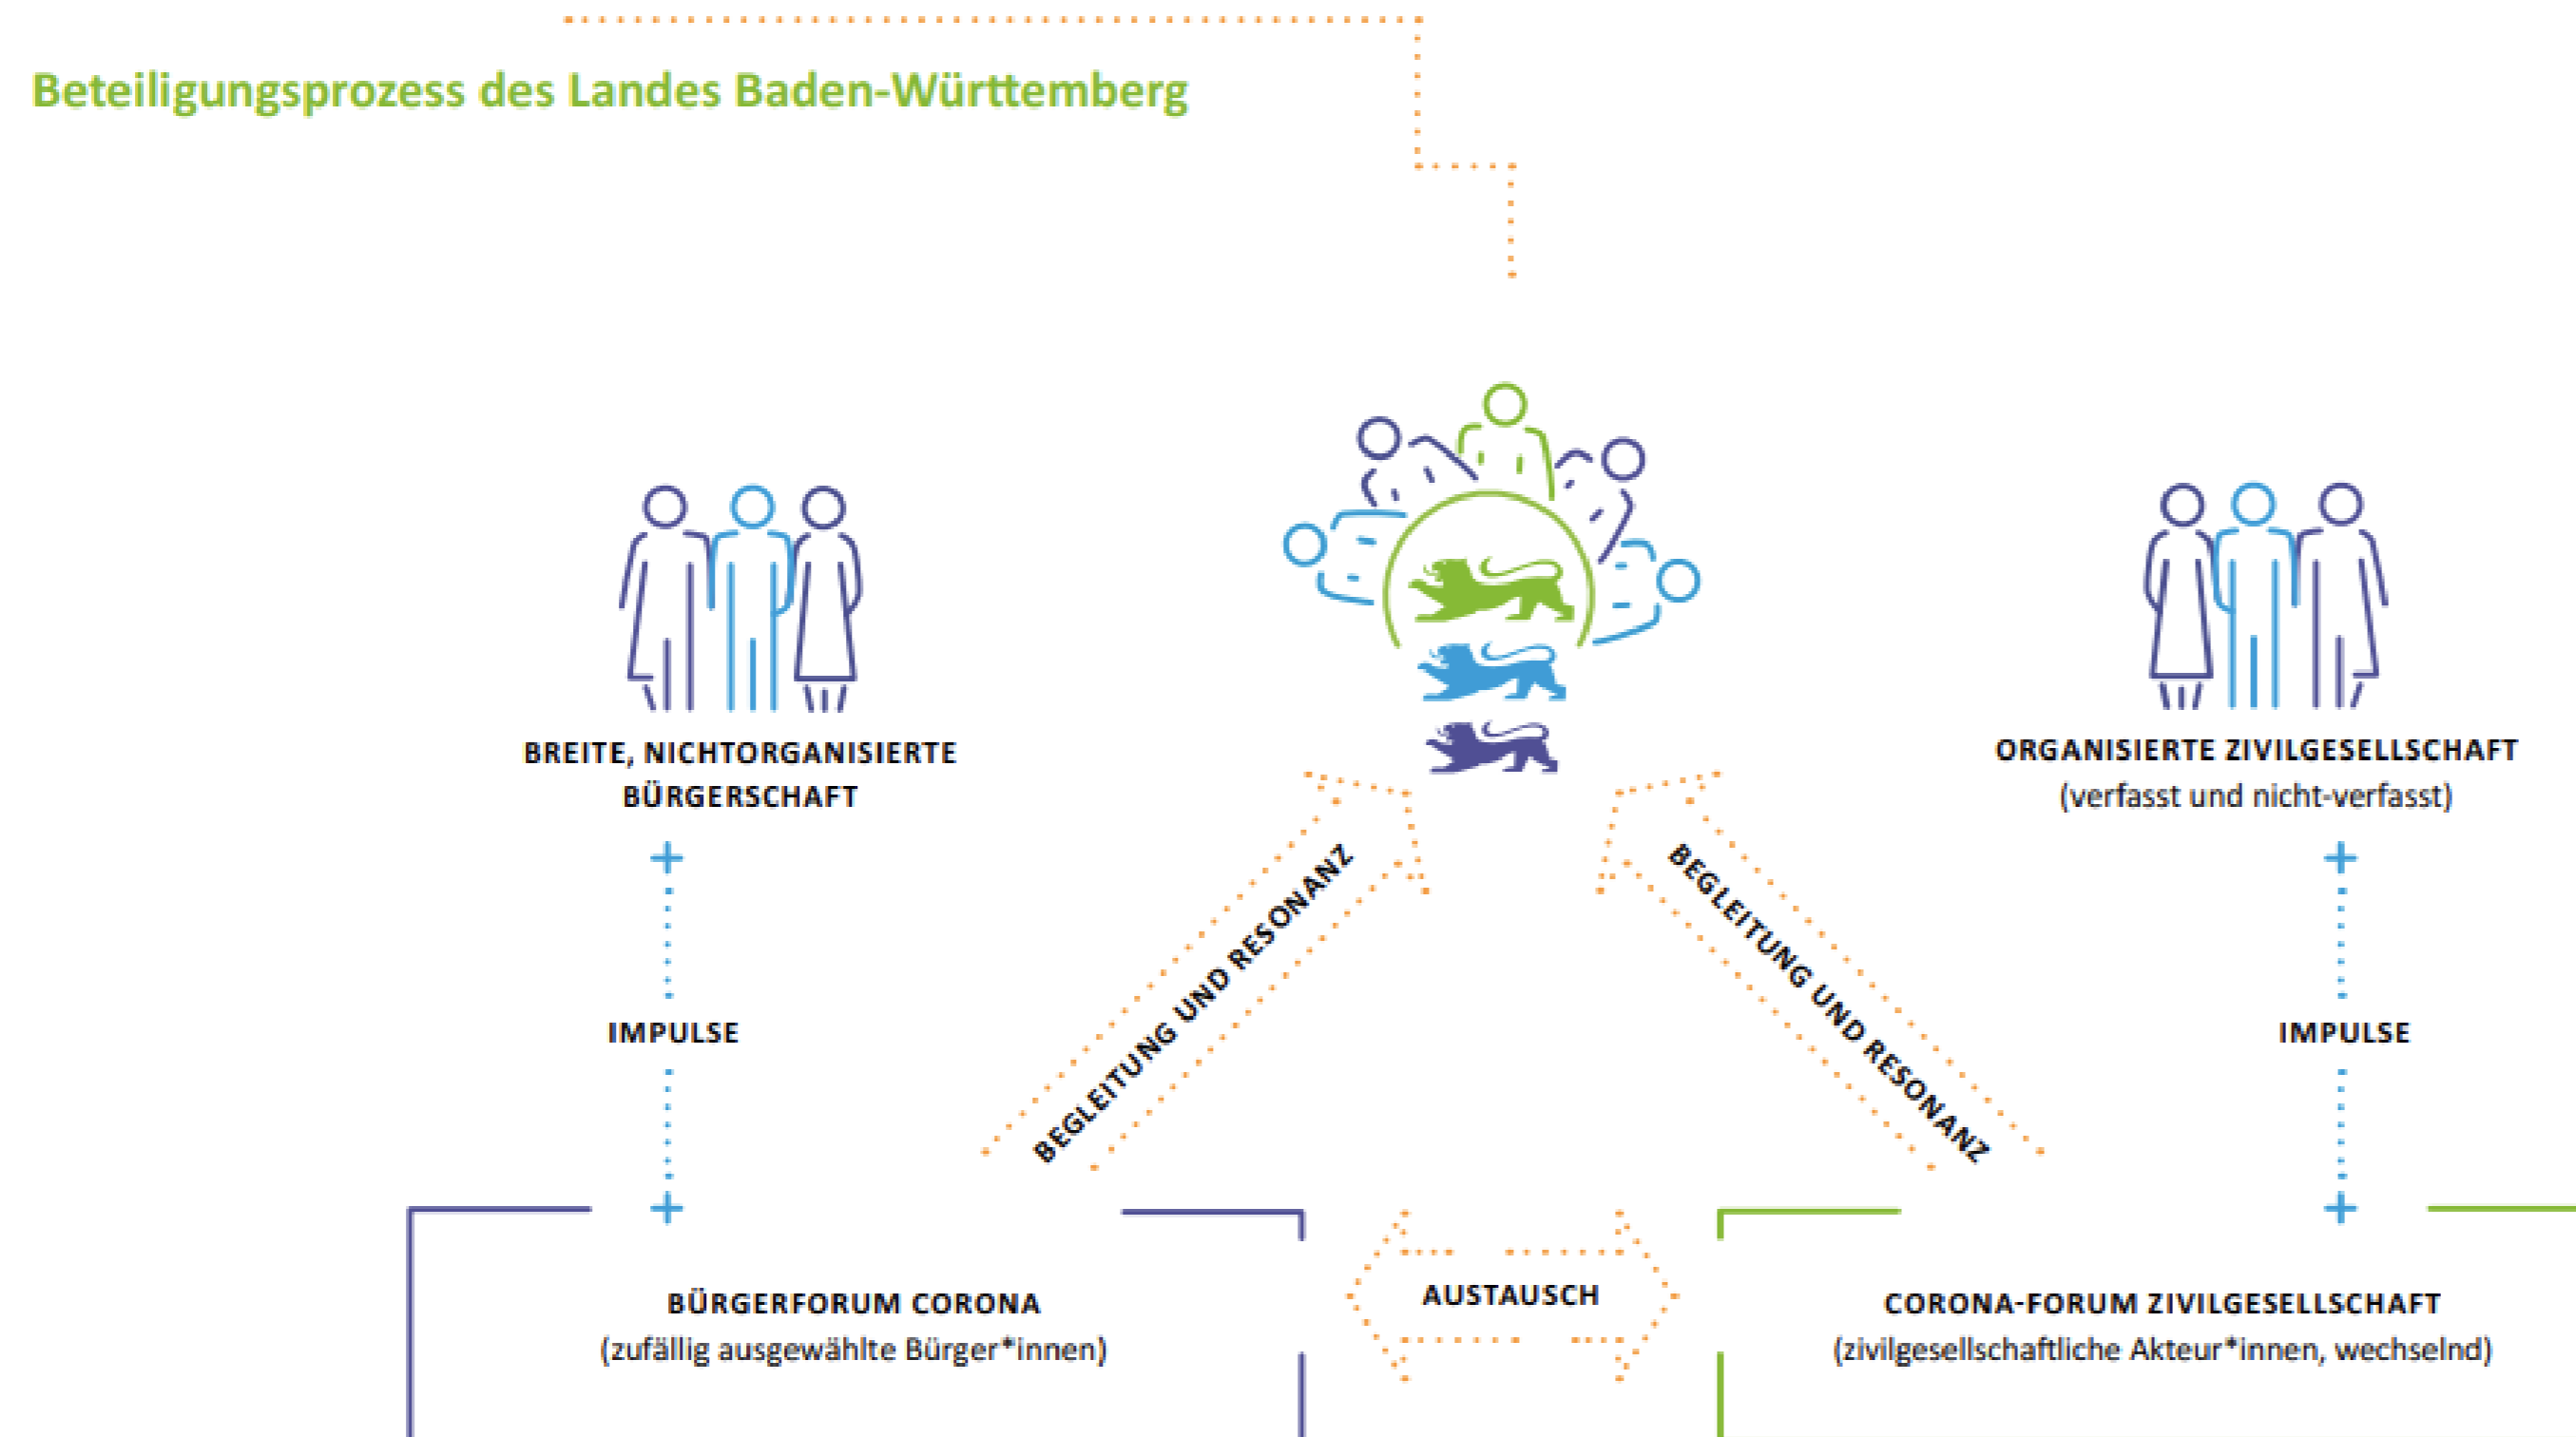 Beteiligungsprozess des Landes Baden-Württemberg
BREITE, NICHTORGANISIERTE
BÜRGERSCHAFT
ORGANISIERTE ZIVILGESELLSCHAFT
(verfasst und nicht-verfasst)
BEGLEITUNG UND RESONANZ
BEGLEITUNG UND RESONANZ
IMPULSE
IMPULSE
BÜRGERFORUM CORONA
(zufällig ausgewählte Bürger*innen)
AUSTAUSCH
CORONA-FORUM ZIVILGESELLSCHAFT
(zivilgesellschaftliche Akteur*innen, wechselnd)